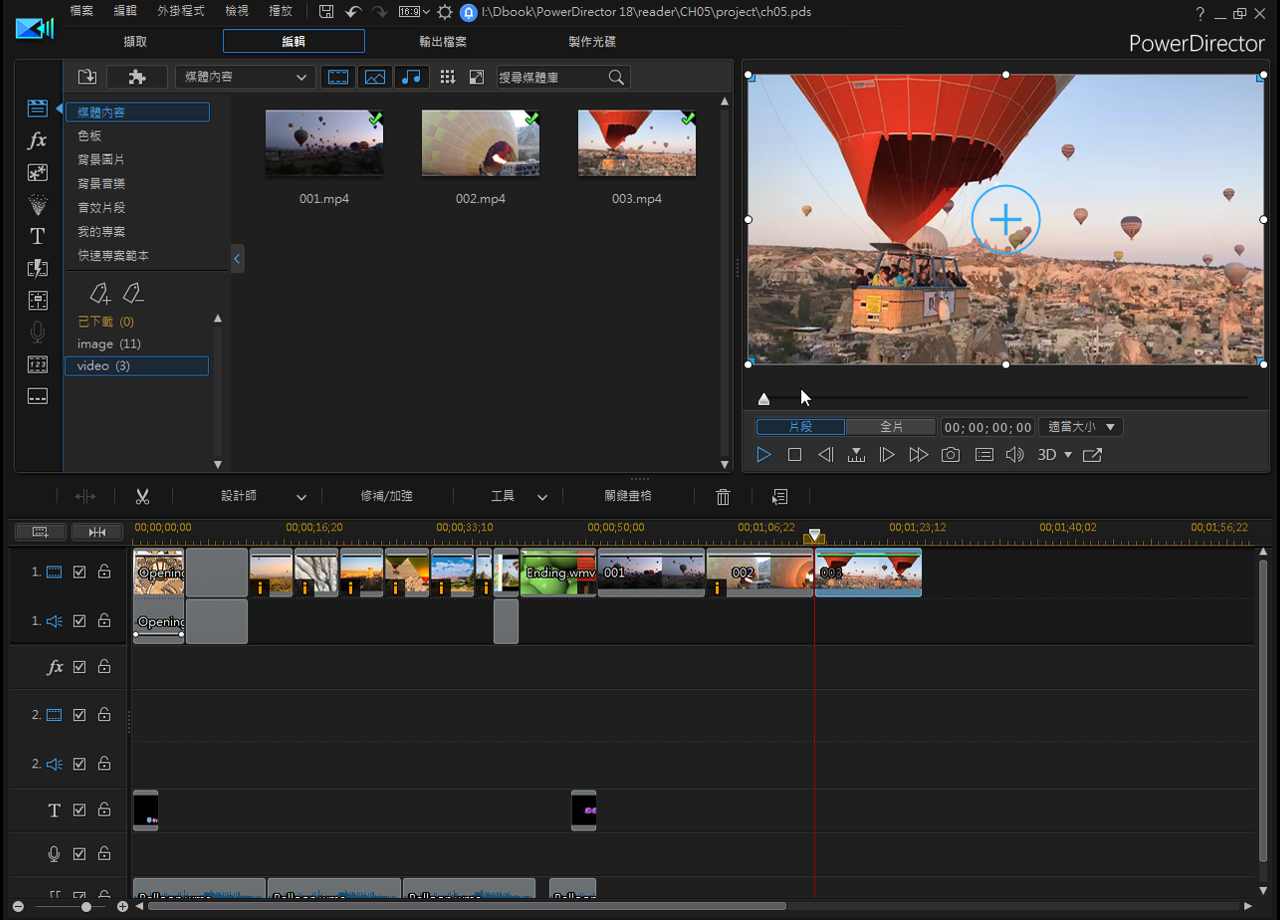 檔案 編輯 外掛程式 檢視 播放 16:9 I:\Dbook\PowerDirector 18\reader\CH05\project\ch05.pds ?
擷取 編輯 輸出檔案 製作光碟 PowerDirector
媒體內容 搜尋媒體庫
媒體內容
色板
背景圖片
背景音樂
音效片段
我的專案
快速專案範本
已下載 (0)
image (11)
video (3)
fx
T
001.mp4 002.mp4 003.mp4
片段 全片 00;00;00;00 適當大小
3D
設計師 修補/加強 工具 關鍵畫格
00;00;00;00 00;00;16;20 00;00;33;10 00;00;50;00 00;01;06;22 00;01;23;12 00;01;40;02 00;01;56;22
1. Opening Ending.wmv 001 002 003
1. Opening
fx
2.
2.
T